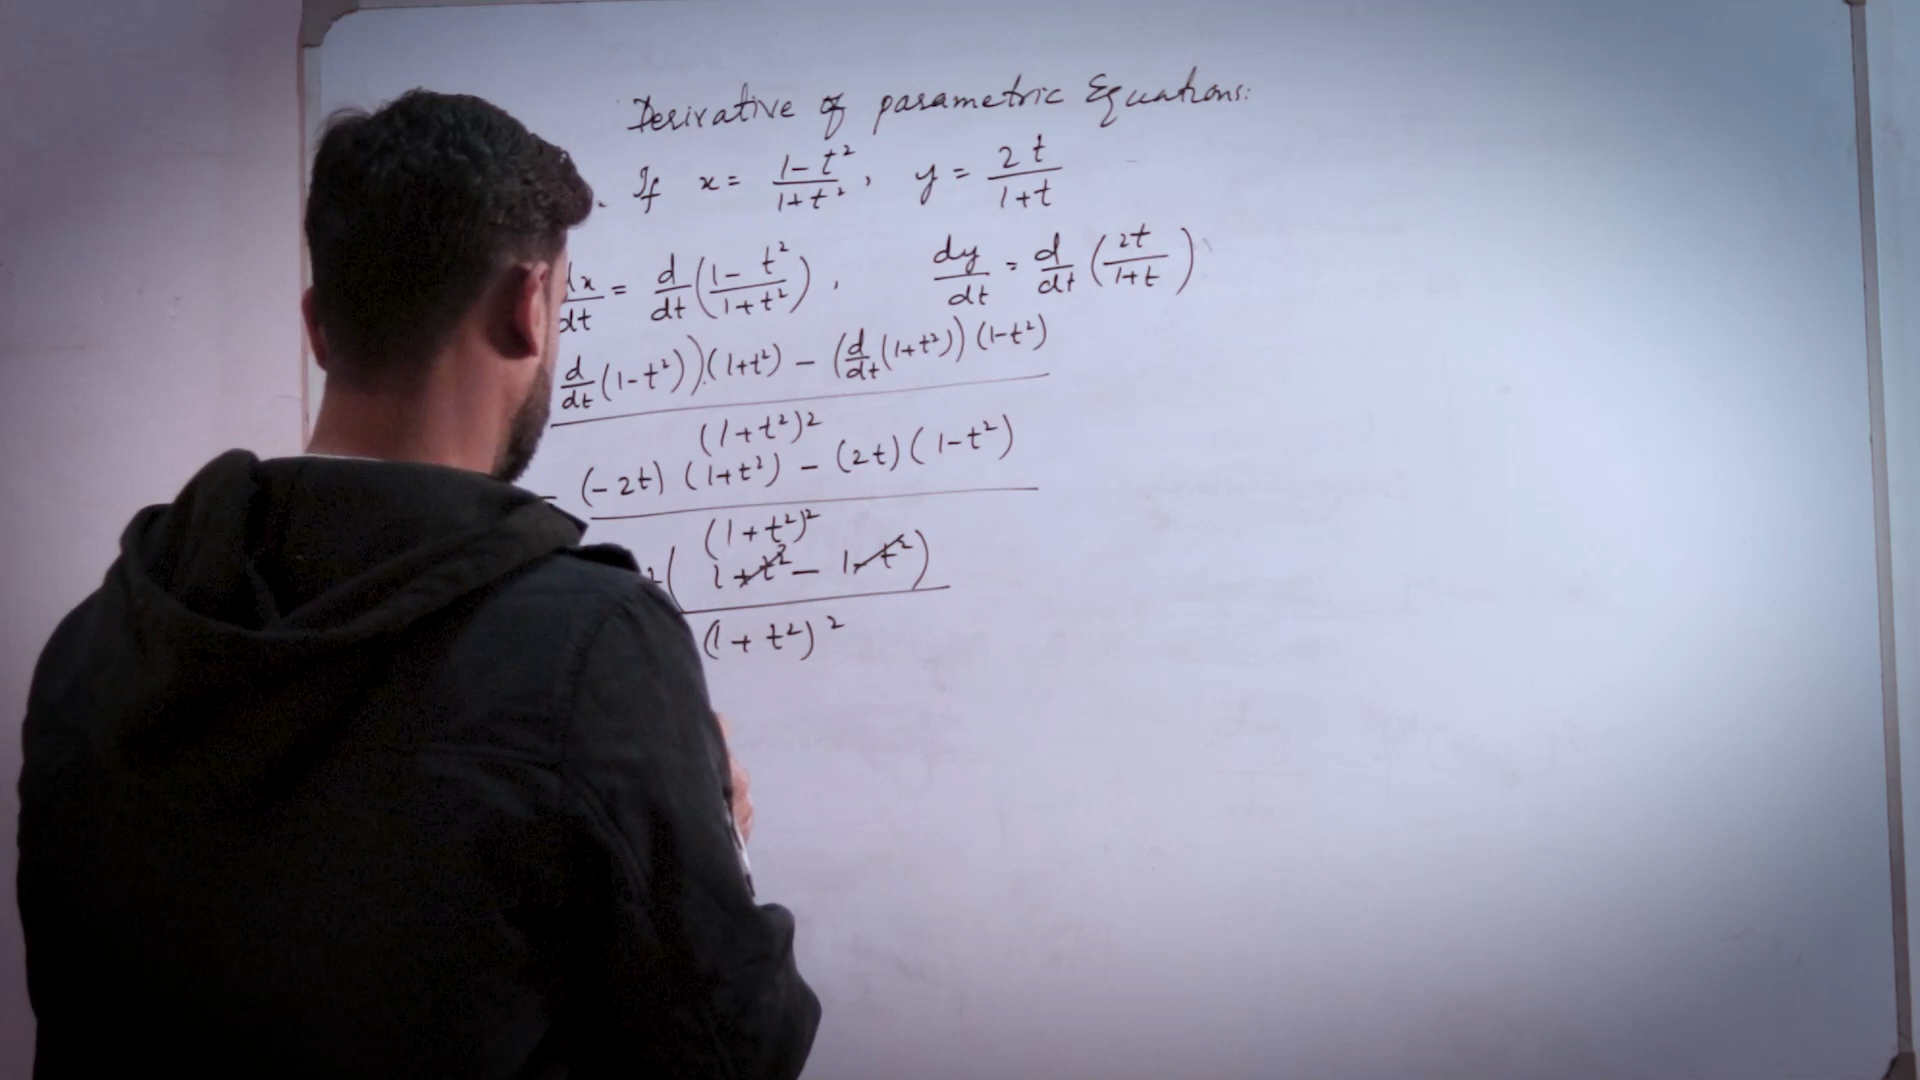 Derivative of parametric Equations:
If x = (1-t²)/(1+t²), y = 2t/(1+t)
dx/dt = d/dt((1-t²)/(1+t²)), dy/dt = d/dt(2t/(1+t))
d/dt(1-t²))(1+t²) - (d/dt(1+t²))(1-t²)
(1+t²)²
(-2t)(1+t²) - (2t)(1-t²)
(1+t²)²
(1+t²- 1-t²)
(1+t²)²